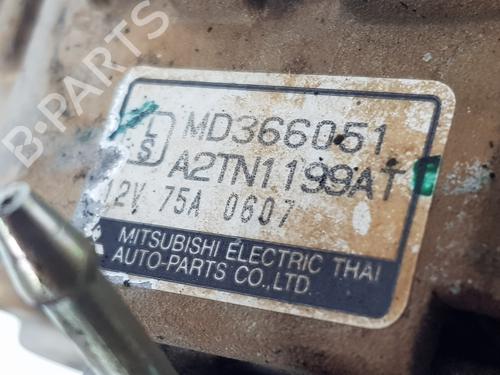 B-PARTS
L
S
MD366051
A2TN1199AT
12V 75A 0607
MITSUBISHI ELECTRIC THAI
AUTO-PARTS CO.,LTD.